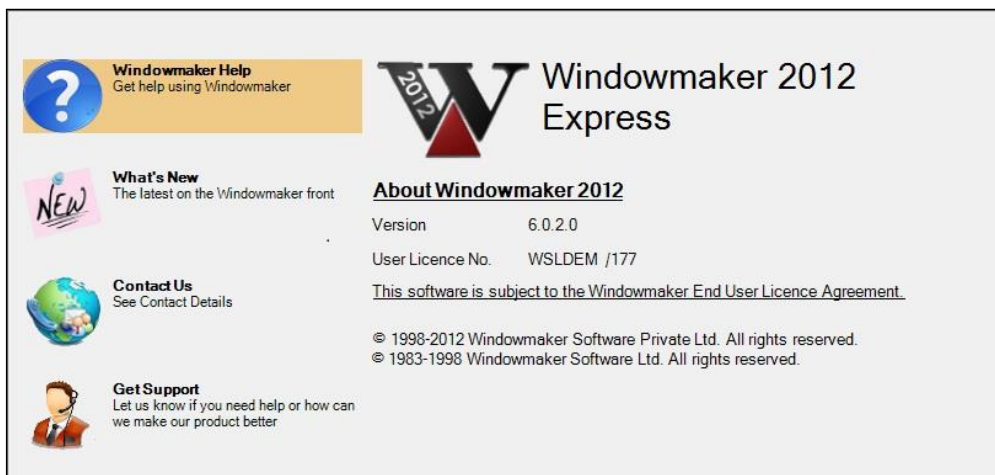 Windowmaker Help
Get help using Windowmaker
What's New
The latest on the Windowmaker front
Contact Us
See Contact Details
Get Support
Let us know if you need help or how can
we make our product better
NEW
2012
Windowmaker 2012
Express
About Windowmaker 2012
Version 6.0.2.0
User Licence No. WSLDEM /177
This software is subject to the Windowmaker End User Licence Agreement.
© 1998-2012 Windowmaker Software Private Ltd. All rights reserved.
© 1983-1998 Windowmaker Software Ltd. All rights reserved.